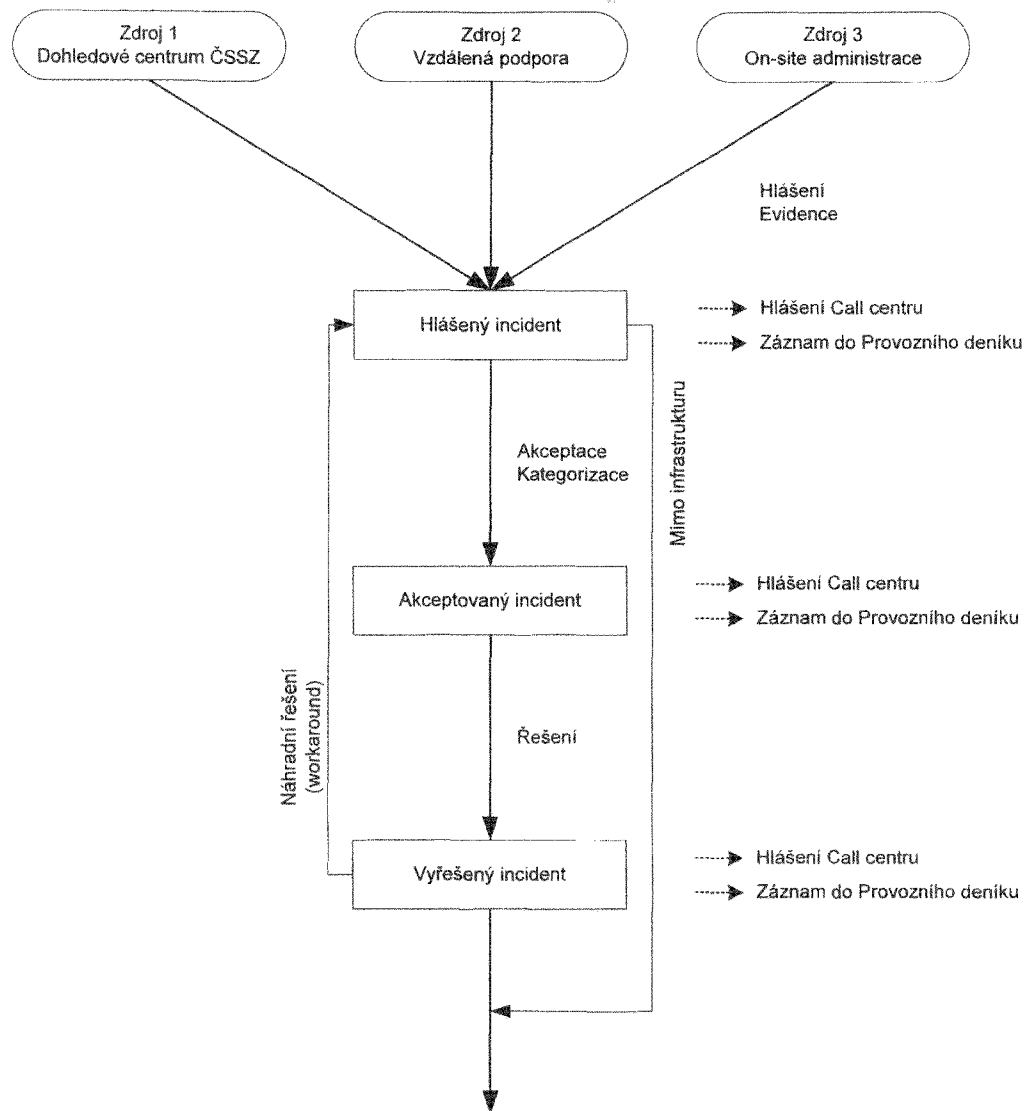 Zdroj 1
Dohledové centrum ČSSZ
Zdroj 2
Vzdálená podpora
Zdroj 3
On-site administrace
Hlášení
Evidence
Hlášený incident
Hlášení Call centru
Záznam do Provozního deníku
Akceptace
Kategorizace
Mimo infrastrukturu
Akceptovaný incident
Hlášení Call centru
Záznam do Provozního deníku
Náhradní řešení
(workaround)
Řešení
Vyřešený incident
Hlášení Call centru
Záznam do Provozního deníku